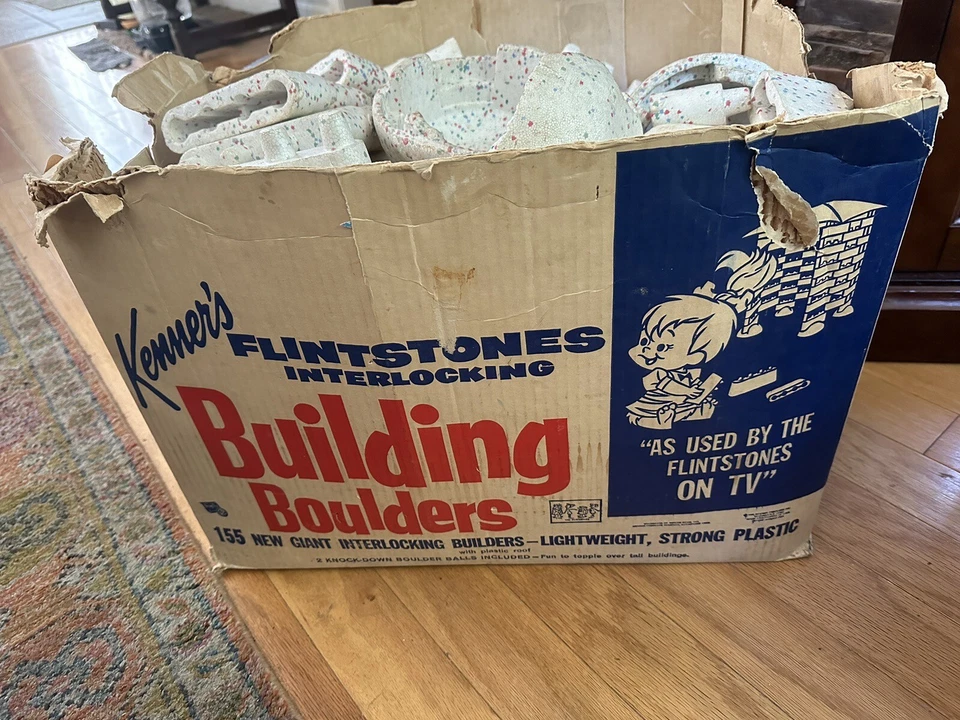 Kenner's
FLINTSTONES
INTERLOCKING
Building
Boulders
155 NEW GIANT INTERLOCKING BUILDERS—LIGHTWEIGHT, STRONG PLASTIC
with plastic roof
2 KNOCK-DOWN BOULDER BALLS INCLUDED—Fun to topple over tall buildings.
"AS USED BY THE
FLINTSTONES
ON TV"